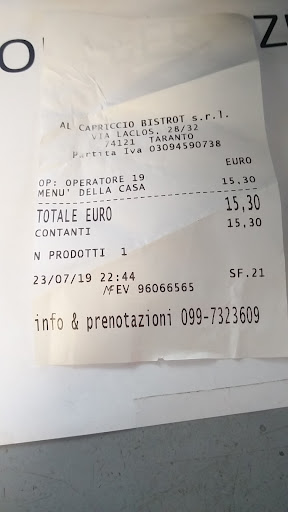 O Z
AL CAPRICCIO BISTROT s.r.l.
VIA LACLOS, 28/32
74121 TARANTO
Partita Iva 03094590738
EURO
OP: OPERATORE 19
MENU' DELLA CASA 15,30
TOTALE EURO 15,30
CONTANTI 15,30
N PRODOTTI 1
23/07/19 22:44 SF.21
MFEV 96066565
info & prenotazioni 099-7323609